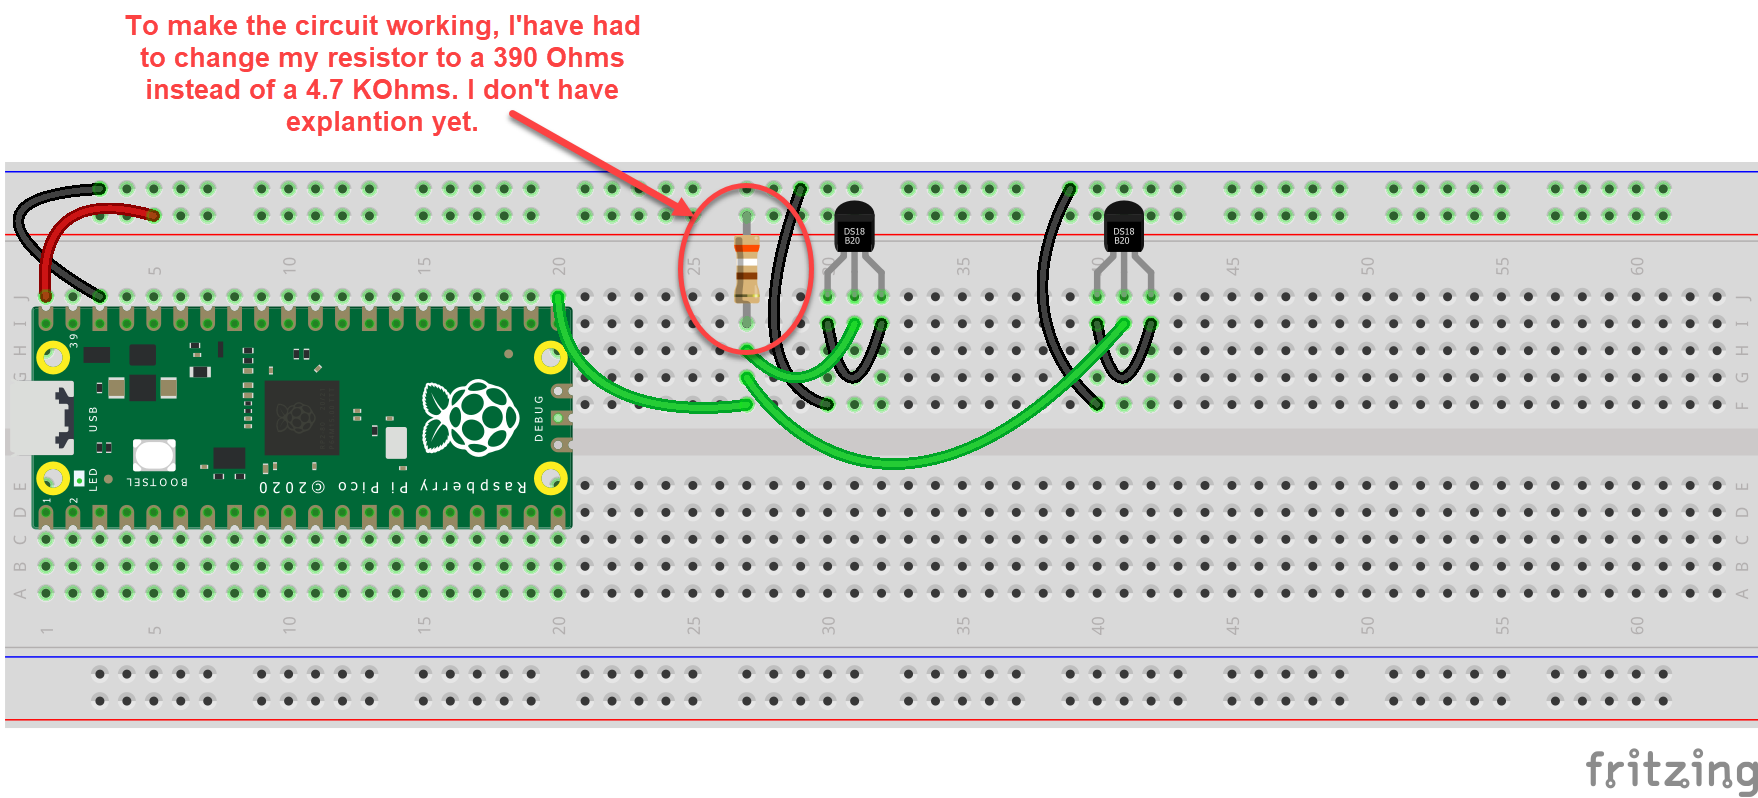 To make the circuit working, I'have had
to change my resistor to a 390 Ohms
instead of a 4.7 KOhms. I don't have
explantion yet.
DS18
B20
DS18
B20
5
10
15
20
25
35
40
45
50
55
60
J
I
H
G
F
J
I
H
G
F
39
USB
DEBUG
BOOTSEL
LED
1
2
Raspberry Pi Pico ©2020
E
D
C
B
A
E
D
C
B
A
1
5
10
15
20
25
30
35
40
45
50
55
60
fritzing